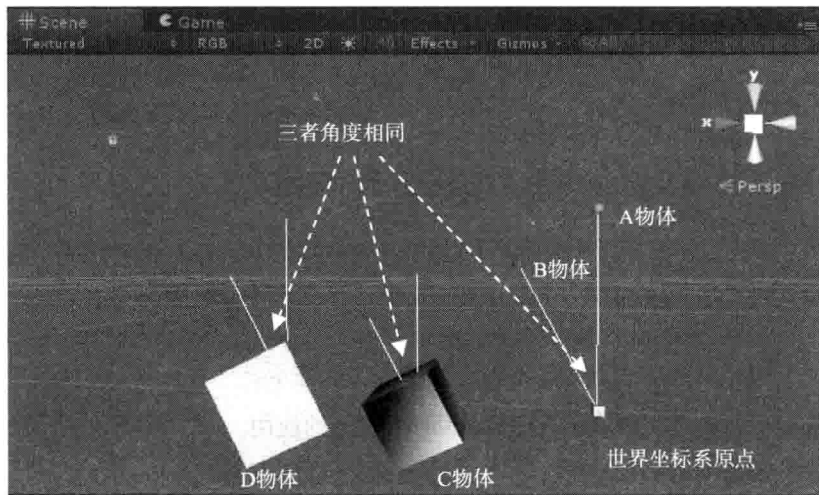 Scene
Game
Textured
RGB
2D
Effects
Gizmos
y
三者角度相同
x
Persp
A物体
B物体
世界坐标系原点
D物体
C物体